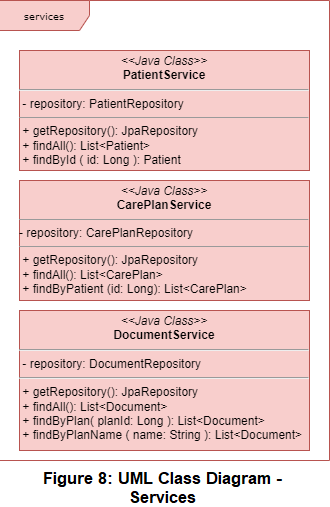 services
<<Java Class>>
PatientService
- repository: PatientRepository
+ getRepository(): JpaRepository
+ findAll(): List<Patient>
+ findById ( id: Long ): Patient
<<Java Class>>
CarePlanService
- repository: CarePlanRepository
+ getRepository(): JpaRepository
+ findAll(): List<CarePlan>
+ findByPatient (id: Long): List<CarePlan>
<<Java Class>>
DocumentService
- repository: DocumentRepository
+ getRepository(): JpaRepository
+ findAll(): List<Document>
+ findByPlan( planId: Long ): List<Document>
+ findByPlanName ( name: String ): List<Document>
Figure 8: UML Class Diagram -
Services